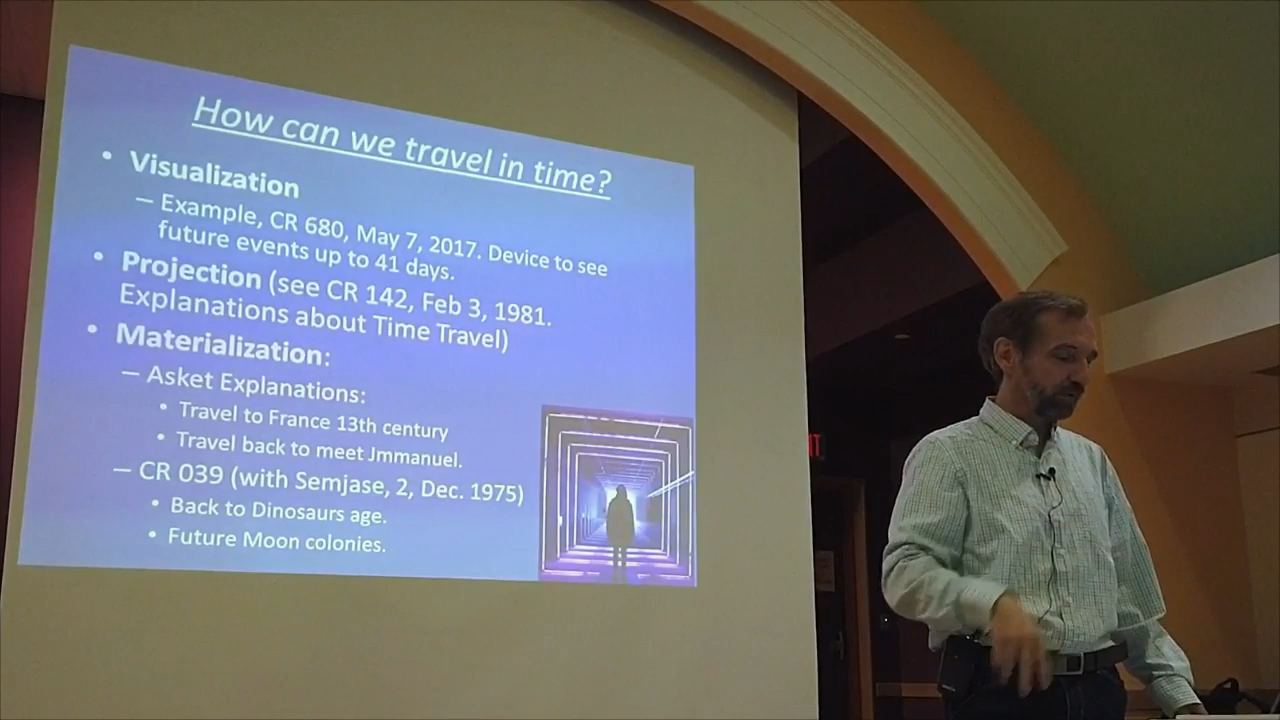 How can we travel in time?
• Visualization
– Example, CR 680, May 7, 2017. Device to see
future events up to 41 days.
• Projection (see CR 142, Feb 3, 1981.
Explanations about Time Travel)
• Materialization:
– Asket Explanations:
• Travel to France 13th century
• Travel back to meet Jmmanuel.
– CR 039 (with Semjase, 2, Dec. 1975)
• Back to Dinosaurs age.
• Future Moon colonies.